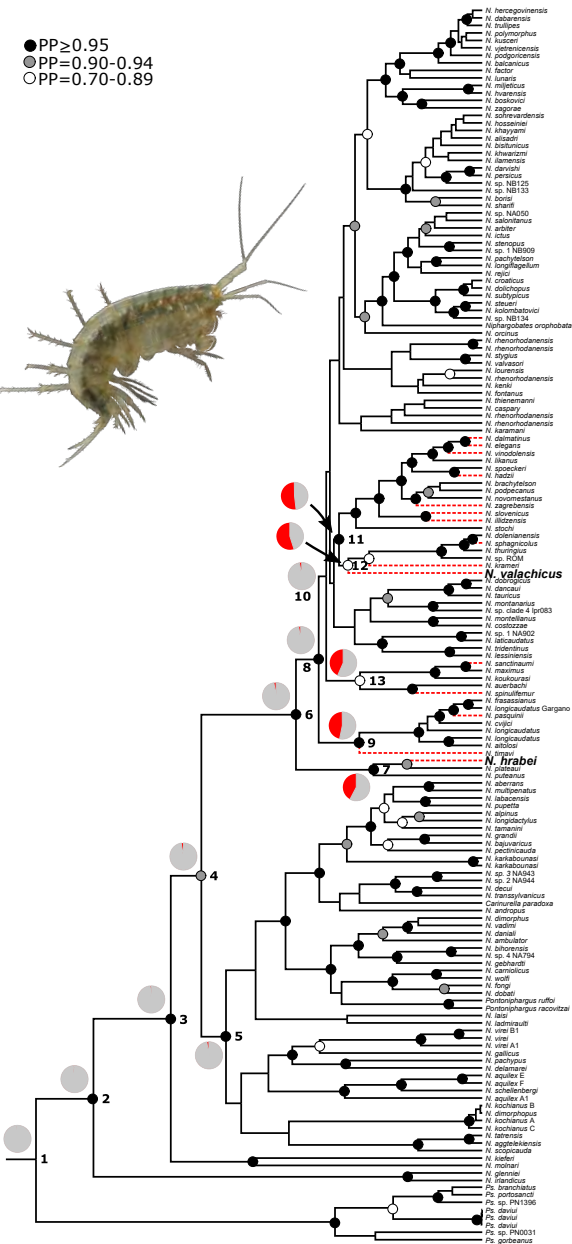 PP≥0.95
PP=0.90-0.94
PP=0.70-0.89
N. hercegovinensis
N. dabarensis
N. trullipes
N. polymorphus
N. kusceri
N. vjetrenicensis
N. podgoricensis
N. balcanicus
N. factor
N. lunaris
N. miljeticus
N. hvarensis
N. boskovici
N. zagorae
N. sohrevardensis
N. hosseiniei
N. khayyami
N. alisadri
N. bisitunicus
N. khwarizmi
N. ilamensis
N. darvishi
N. persicus
N. sp. NB125
N. sp. NB133
N. borisi
N. sharifi
N. sp. NA050
N. salonitanus
N. arbiter
N. ictus
N. stenopus
N. sp. 1 NB909
N. pachytelson
N. longiflagellum
N. rejici
N. croaticus
N. dolichopus
N. subtypicus
N. steueri
N. kolombatovici
N. sp. NB134
Niphargobates orophobata
N. orcinus
N. rhenorhodanensis
N. rhenorhodanensis
N. stygius
N. valvasori
N. lourensis
N. rhenorhodanensis
N. kenki
N. fontanus
N. thienemanni
N. caspary
N. rhenorhodanensis
N. rhenorhodanensis
N. karamani
N. dalmatinus
N. elegans
N. vinodolensis
N. likanus
N. spoeckeri
N. hadzii
N. brachytelson
N. podpecanus
N. novomestanus
N. zagrebensis
N. slovenicus
N. illidzensis
N. stochi
11
N. dolenianensis
N. sphagnicolus
N. thuringius
N. sp. ROM
12
N. krameri
N. valachicus
10
N. dobrogicus
N. dancaui
N. tauricus
N. montanarius
N. sp. clade 4 lpr083
N. montellianus
N. costozzae
N. sp. 1 NA902
N. laticaudatus
N. tridentinus
N. lessiniensis
8
N. sanctinaumi
N. maximus
N. koukourasi
13
N. auerbachi
N. spinulifemur
N. frasassianus
N. longicaudatus Gargano
N. pasquinii
6
N. cvijici
N. longicaudatus
N. longicaudatus
9
N. aitolosi
N. timavi
N. hrabei
7
N. plateaui
N. puteanus
N. aberrans
N. multipenatus
N. labacensis
N. pupetta
N. alpinus
N. longidactylus
N. tamanini
N. grandii
N. bajuvaricus
N. pectinicauda
N. karkabounasi
N. karkabounasi
4
N. sp. 3 NA943
N. sp. 2 NA944
N. decui
N. transsylvanicus
Carinurella paradoxa
N. andropus
N. dimorphus
N. vadimi
N. daniali
N. ambulator
N. bihorensis
N. sp. 4 NA794
N. gebhardti
N. carniolicus
N. wolfi
N. fongi
N. dobati
Pontoniphargus ruffoi
Pontoniphargus racovitzai
N. laisi
3
N. ladmiraulti
N. virei B1
5
N. virei
N. virei A1
N. gallicus
N. pachypus
N. delamarei
N. aquilex E
N. aquilex F
N. schellenbergi
2
N. aquilex A1
N. kochianus B
N. dimorphopus
N. kochianus A
N. kochianus C
N. tatrensis
N. aggtelekiensis
N. scopicauda
1
N. kieferi
N. molnari
N. glenniei
N. irlandicus
Ps. branchiatus
Ps. portosancti
Ps. sp. PN1396
Ps. daviui
Ps. daviui
Ps. daviui
Ps. sp. PN0031
Ps. gorbeanus